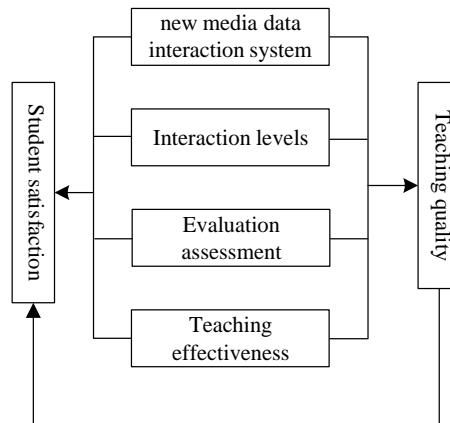 new media data
interaction system
Student satisfaction
Interaction levels
Teaching quality
Evaluation
assessment
Teaching
effectiveness